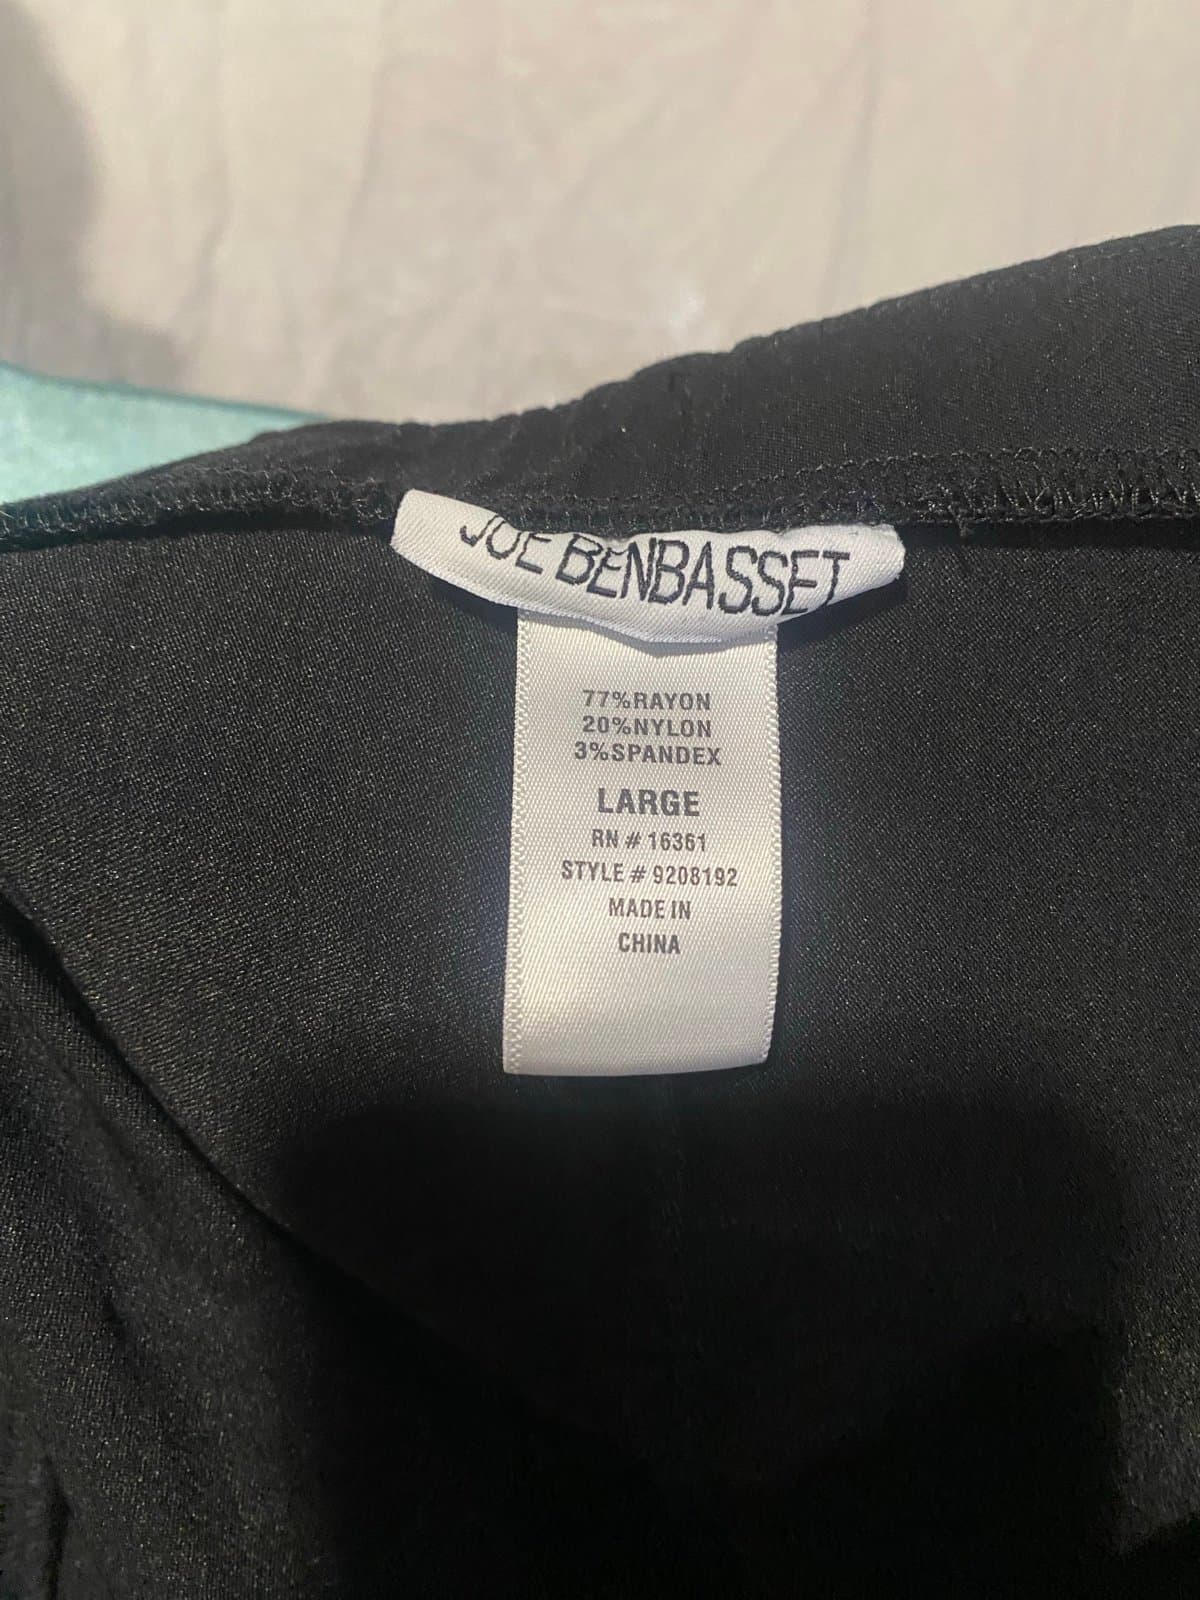 JOE BENBASSET
77%RAYON
20%NYLON
3%SPANDEX
LARGE
RN # 16361
STYLE # 9208192
MADE IN
CHINA